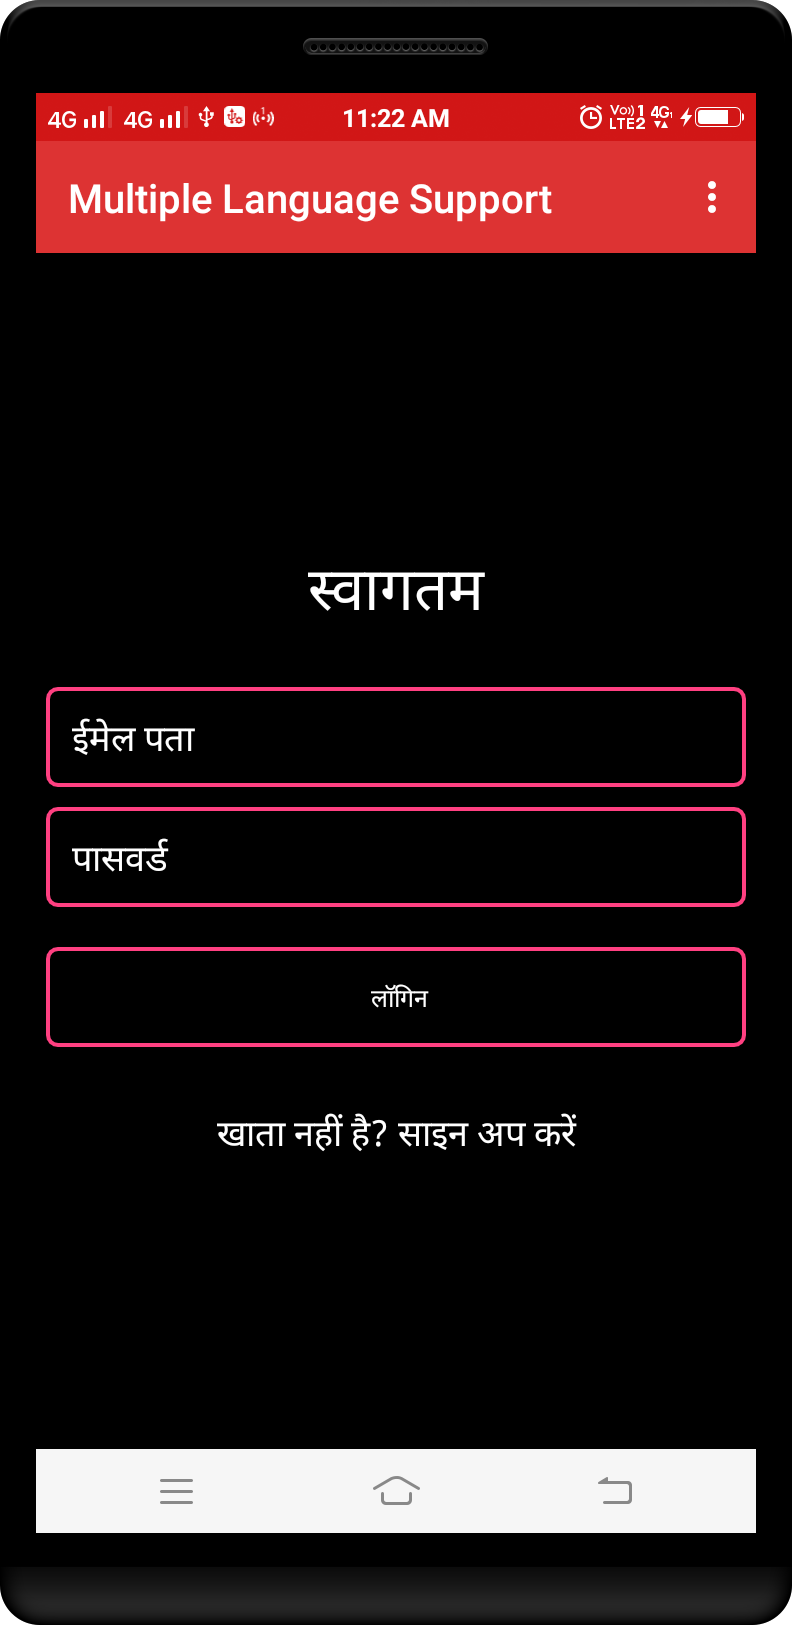 4G 4G 11:22 AM Vo)) 1 LTE2 4G
Multiple Language Support
स्वागतम
ईमेल पता
पासवर्ड
लॉगिन
खाता नहीं है? साइन अप करें